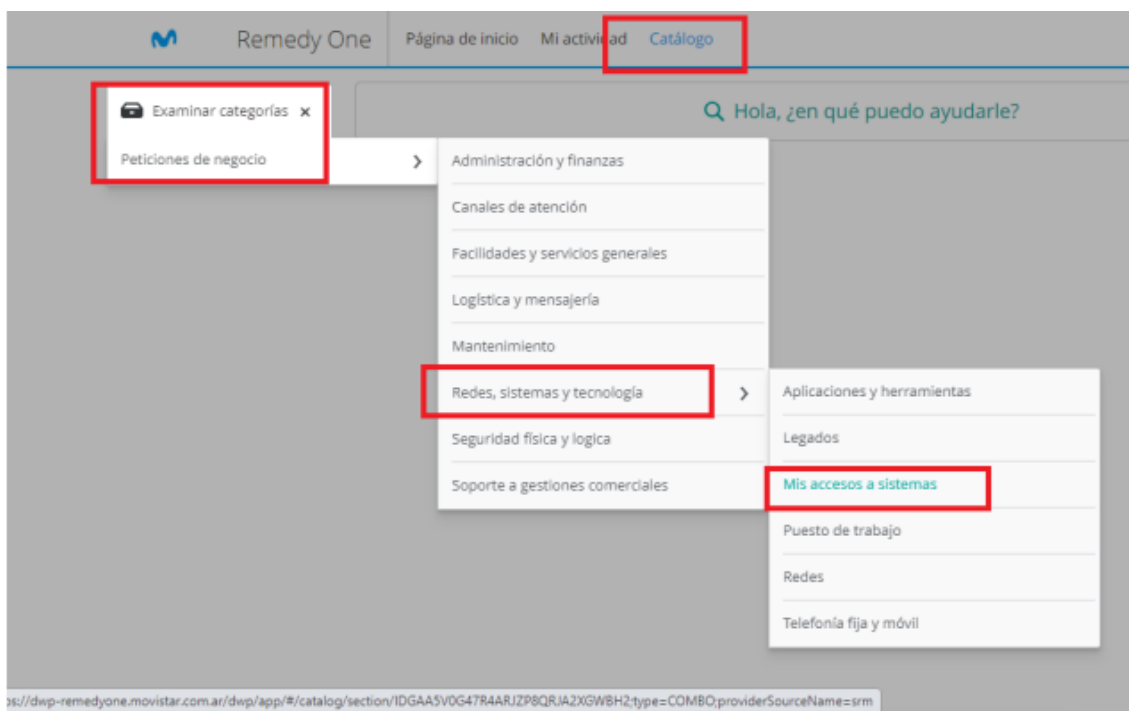 Remedy One
Página de inicio
Mi actividad
Catálogo
Examinar categorías x
Hola, ¿en qué puedo ayudarle?
Peticiones de negocio
Administración y finanzas
Canales de atención
Facilidades y servicios generales
Logística y mensajería
Mantenimiento
Redes, sistemas y tecnología
Seguridad física y logica
Soporte a gestiones comerciales
Aplicaciones y herramientas
Legados
Mis accesos a sistemas
Puesto de trabajo
Redes
Telefonía fija y móvil
ps://dwp-remedyone.movistar.com.ar/dwp/app/#/catalog/section/IDGAA5V0G47R4ARJZP8QRJA2XGWBH2;type=COMBO;providerSourceName=srm